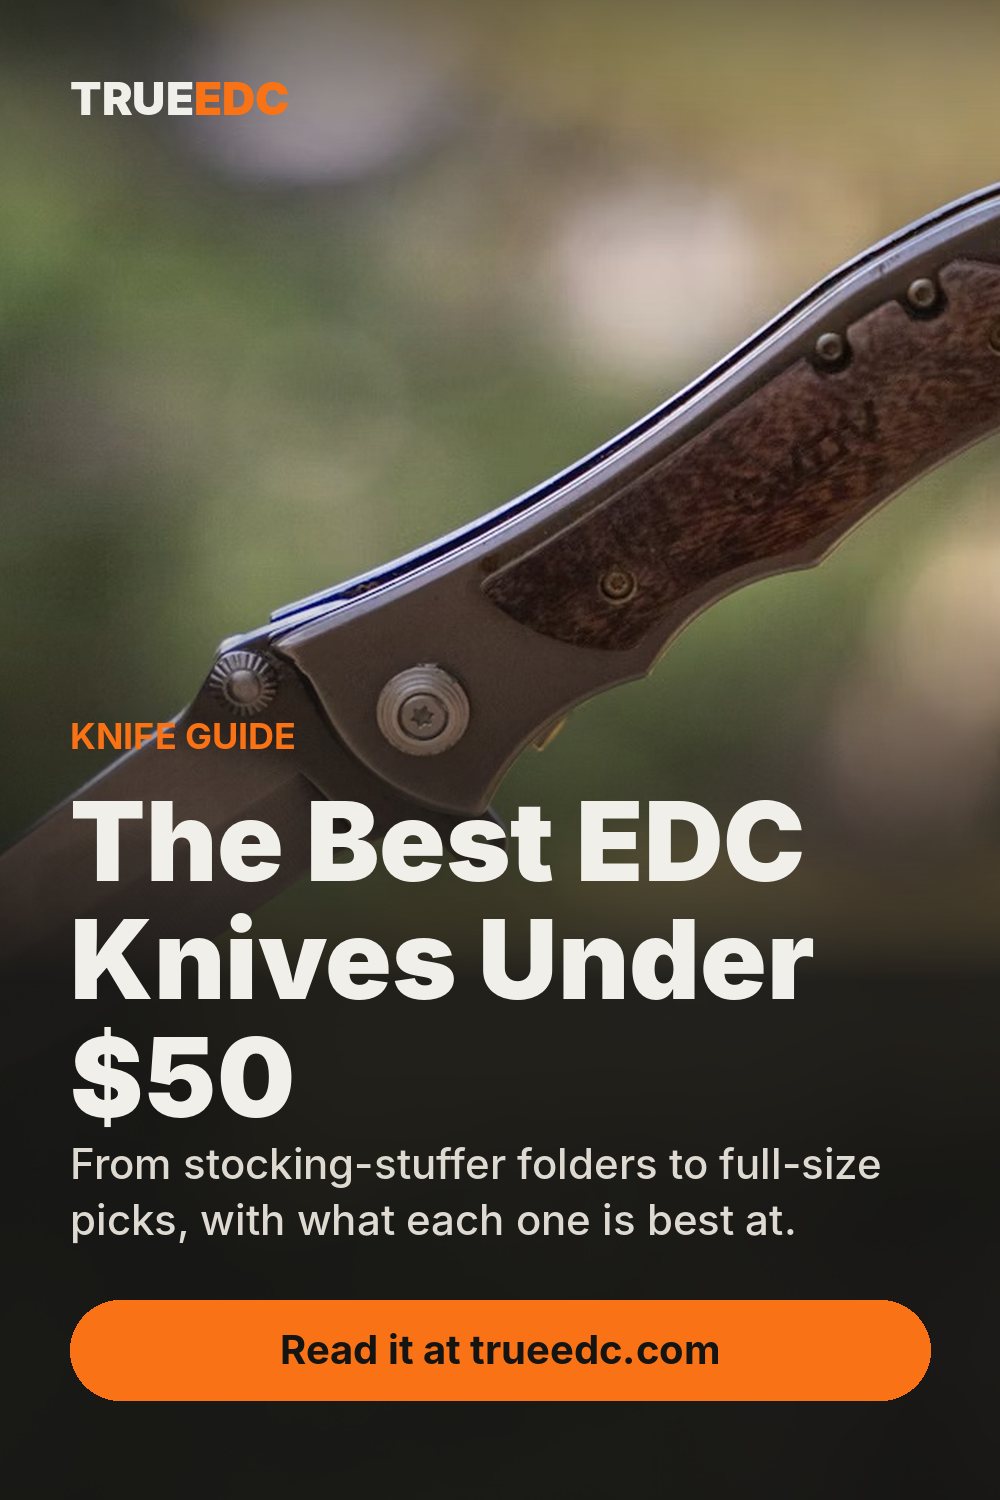 TRUEEDC
KNIFE GUIDE
The Best EDC
Knives Under
$50
From stocking-stuffer folders to full-size
picks, with what each one is best at.
Read it at trueedc.com